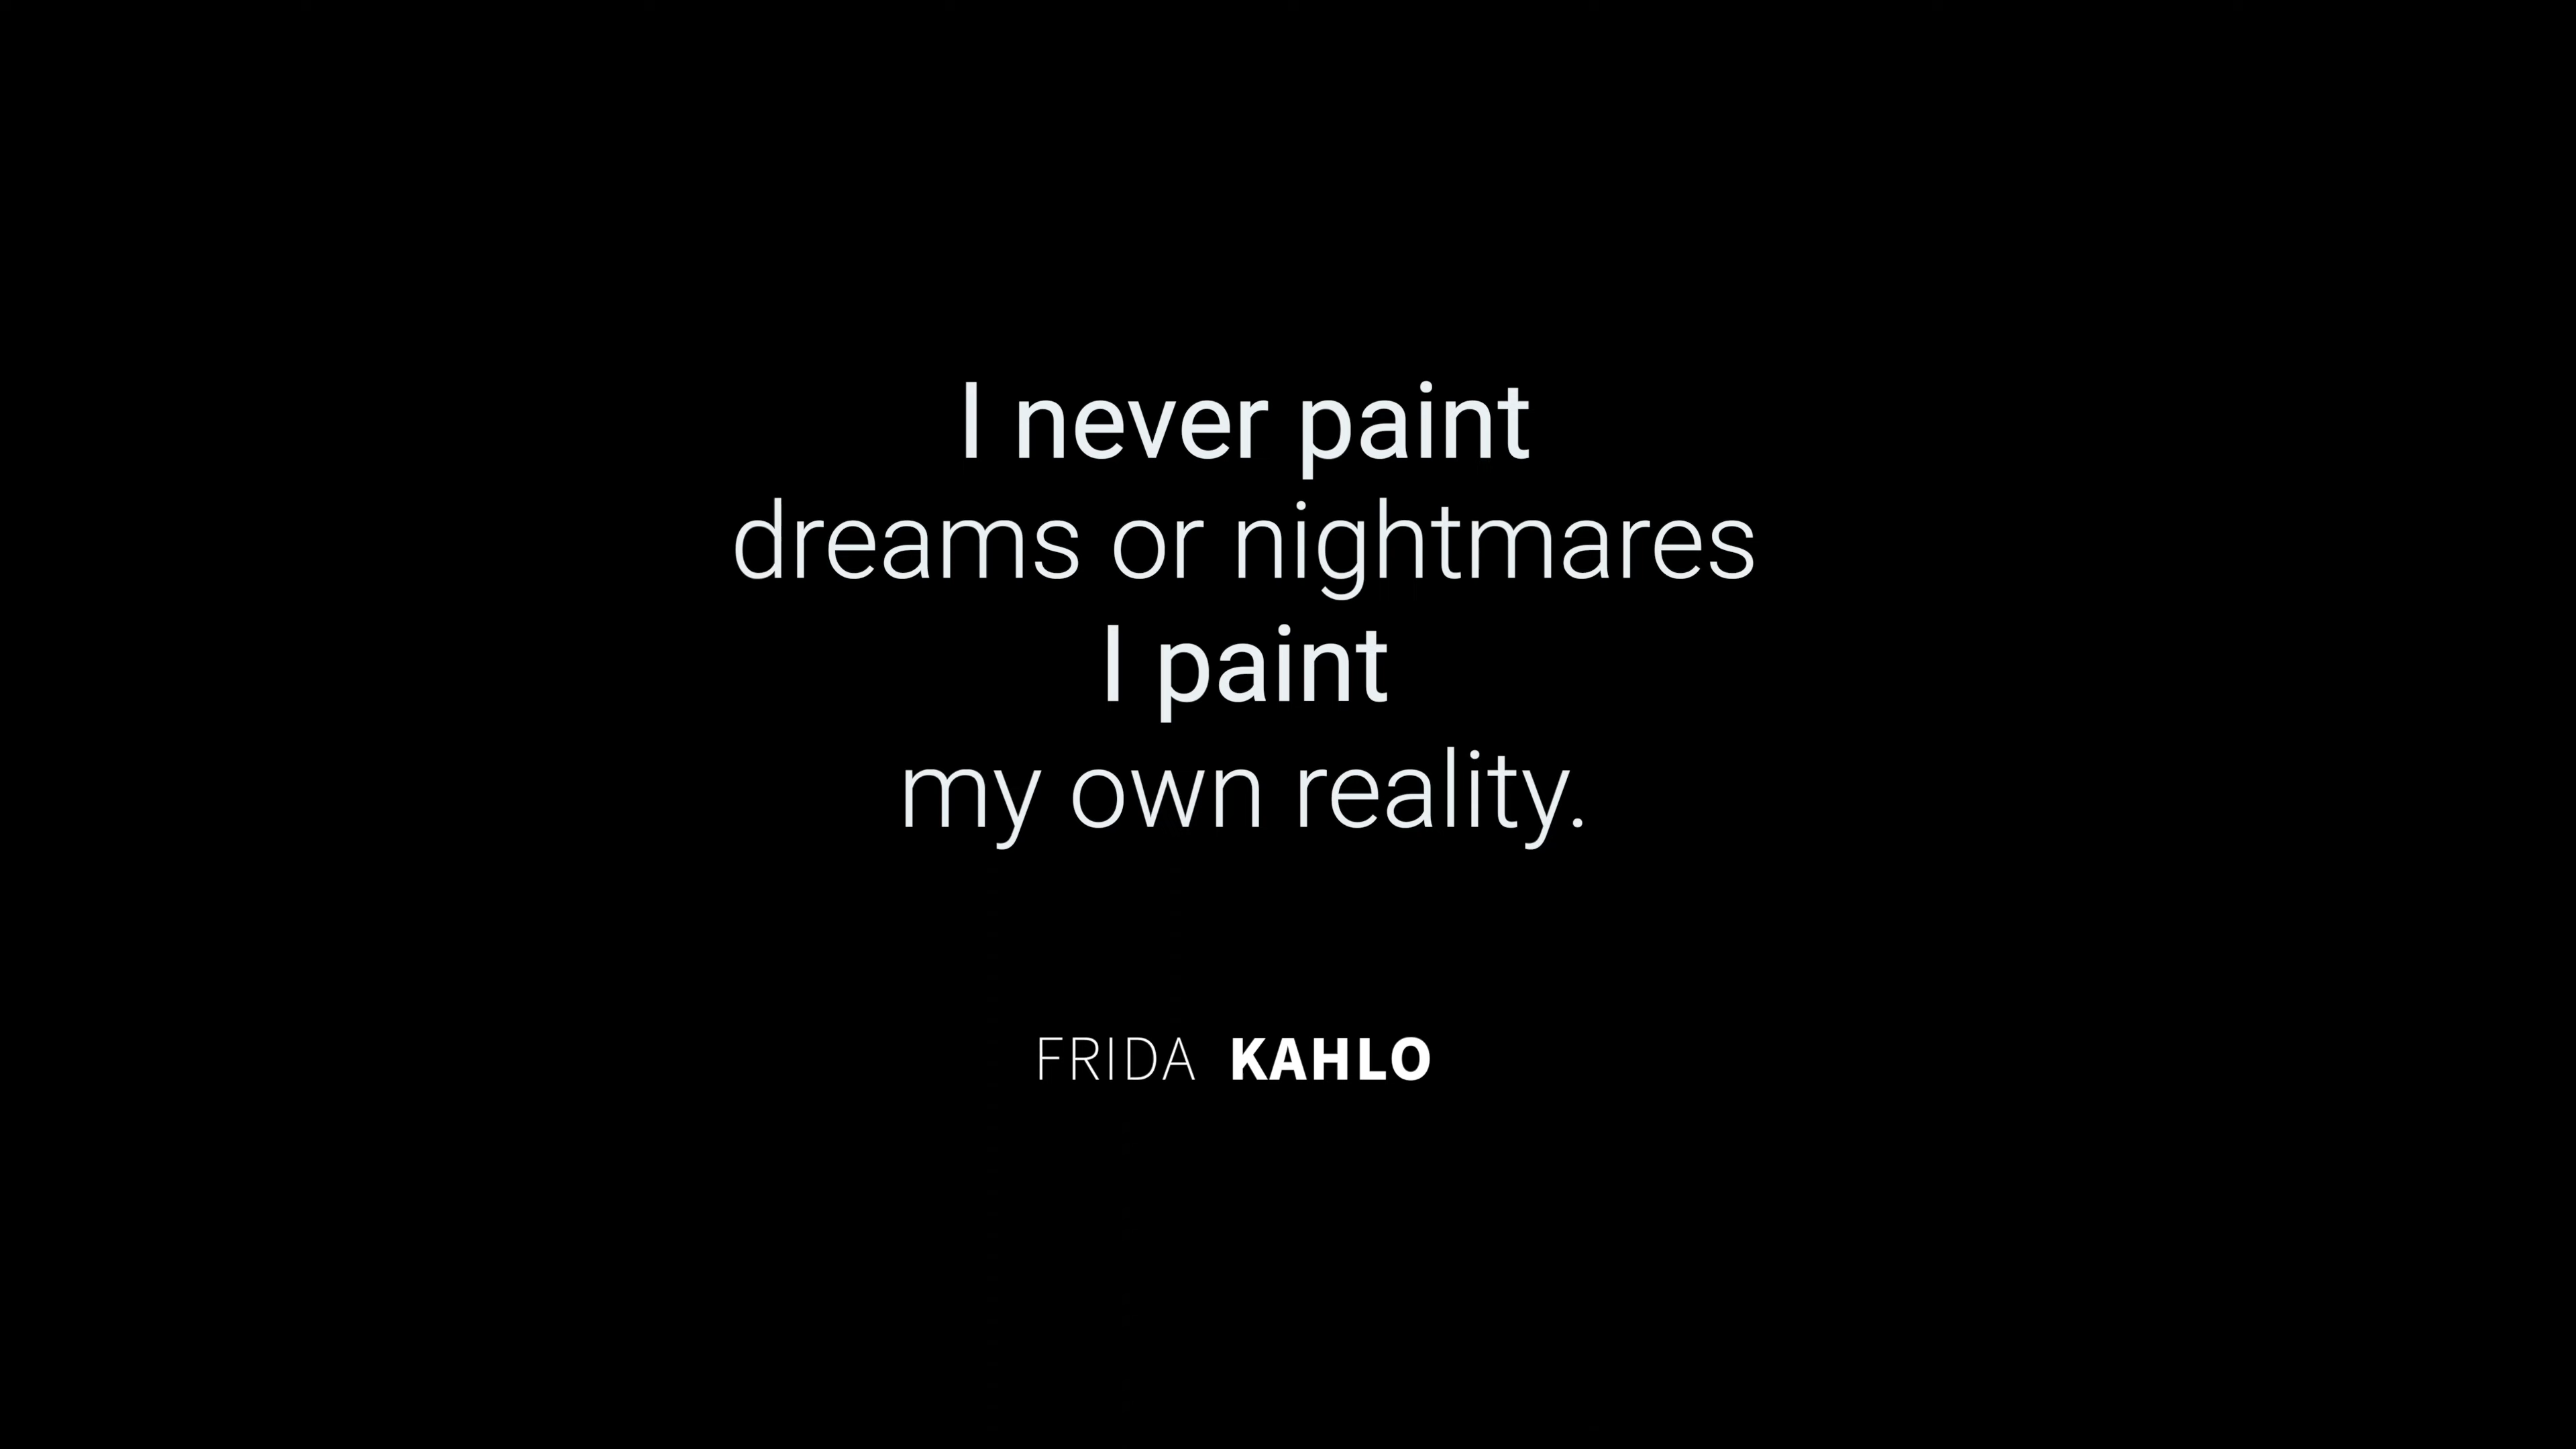 I never paint
dreams or nightmares
I paint
my own reality.
FRIDA KAHLO